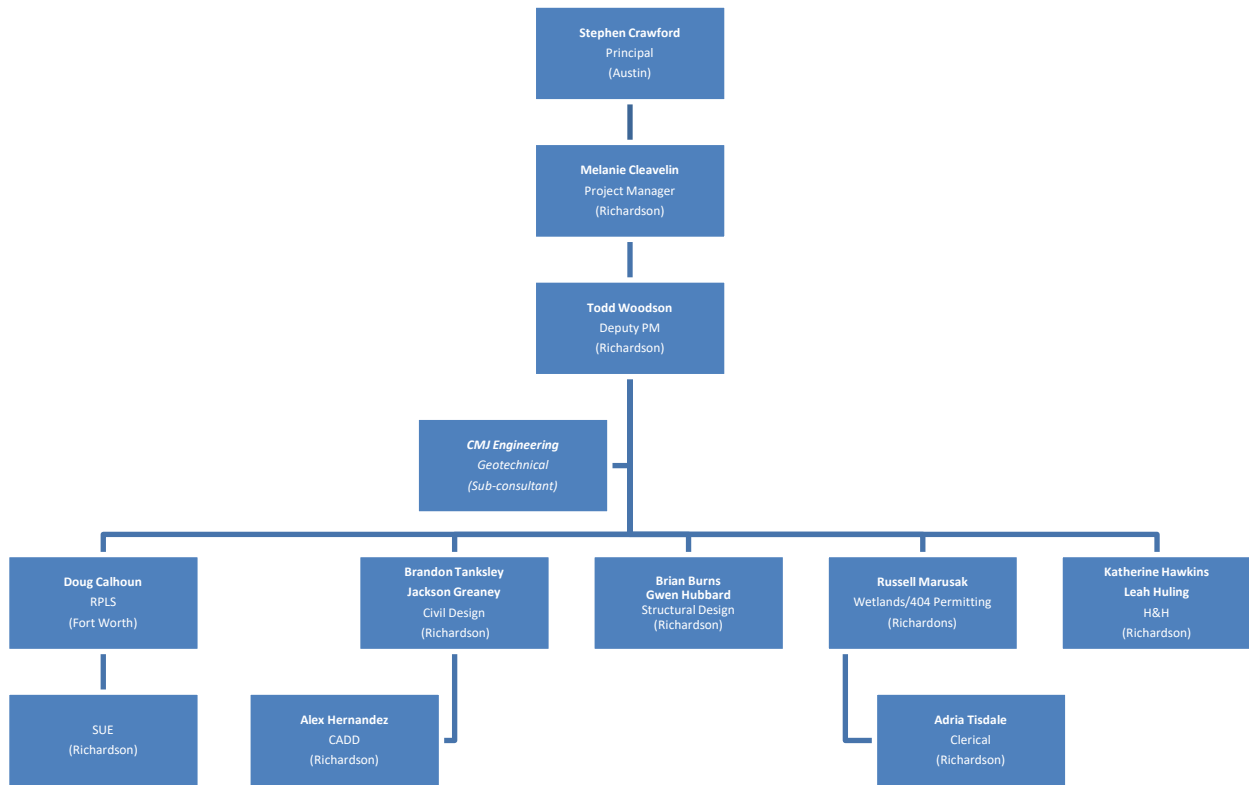 Stephen Crawford
Principal
(Austin)
Melanie Cleavelin
Project Manager
(Richardson)
Todd Woodson
Deputy PM
(Richardson)
CMJ Engineering
Geotechnical
(Sub-consultant)
Doug Calhoun
RPLS
(Fort Worth)
Brandon Tanksley
Jackson Greaney
Civil Design
(Richardson)
Brian Burns
Gwen Hubbard
Structural Design
(Richardson)
Russell Marusak
Wetlands/404 Permitting
(Richardons)
Katherine Hawkins
Leah Huling
H&H
(Richardson)
SUE
(Richardson)
Alex Hernandez
CADD
(Richardson)
Adria Tisdale
Clerical
(Richardson)